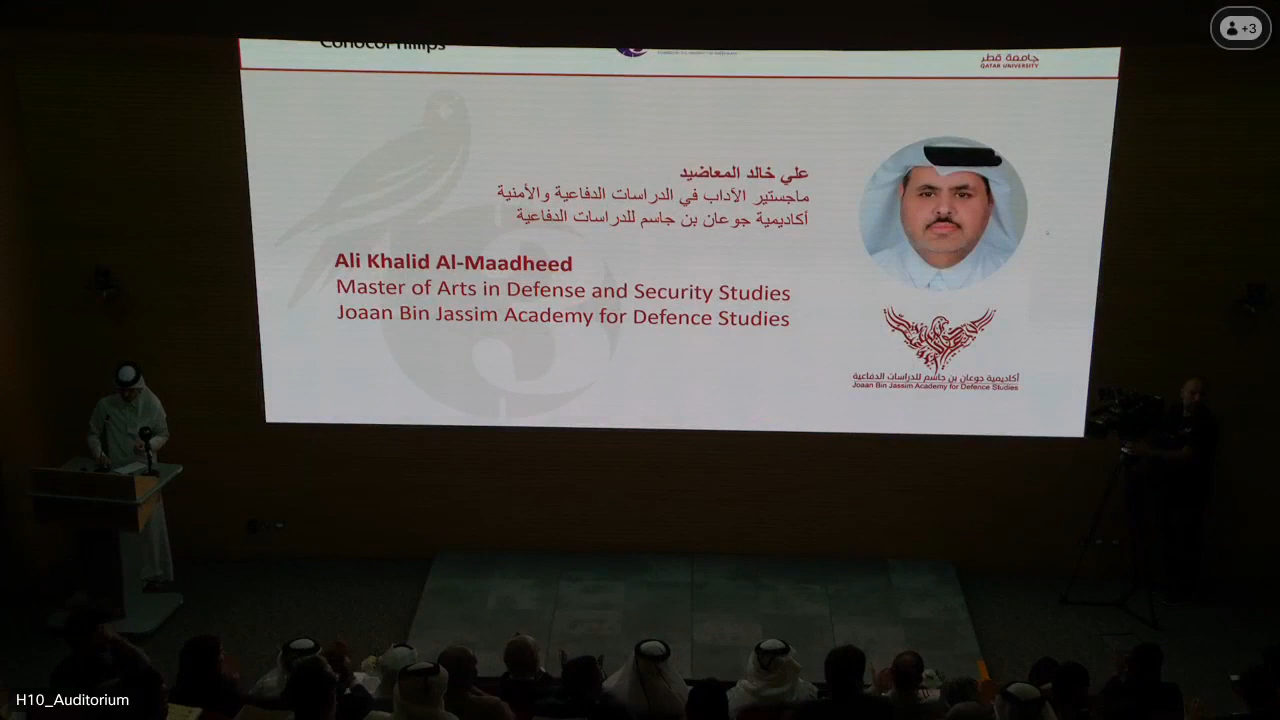 +3
ConocoPhillips
جامعة قطر
QATAR UNIVERSITY
علي خالد المعاضيد
ماجستير الآداب في الدراسات الدفاعية والأمنية
أكاديمية جوعان بن جاسم للدراسات الدفاعية
Ali Khalid Al-Maadheed
Master of Arts in Defense and Security Studies
Joaan Bin Jassim Academy for Defence Studies
أكاديمية جوعان بن جاسم للدراسات الدفاعية
Joaan Bin Jassim Academy for Defence Studies
H10_Auditorium